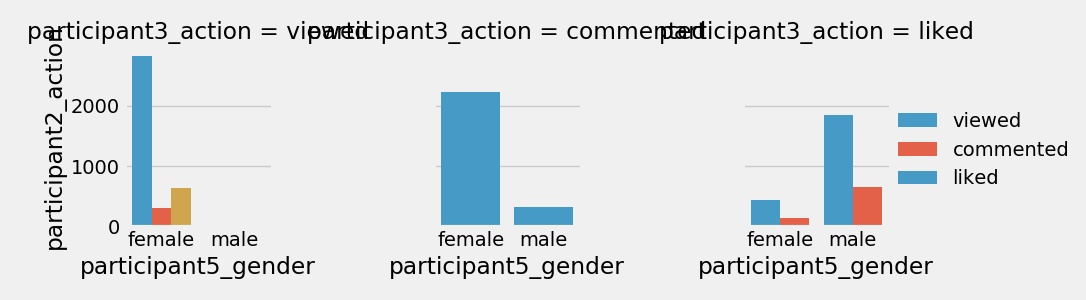 participant3_action = viewed
participant3_action = commented
participant3_action = liked
participant2_action
2000
1000
0
female male
female male
female male
participant5_gender
participant5_gender
participant5_gender
viewed
commented
liked